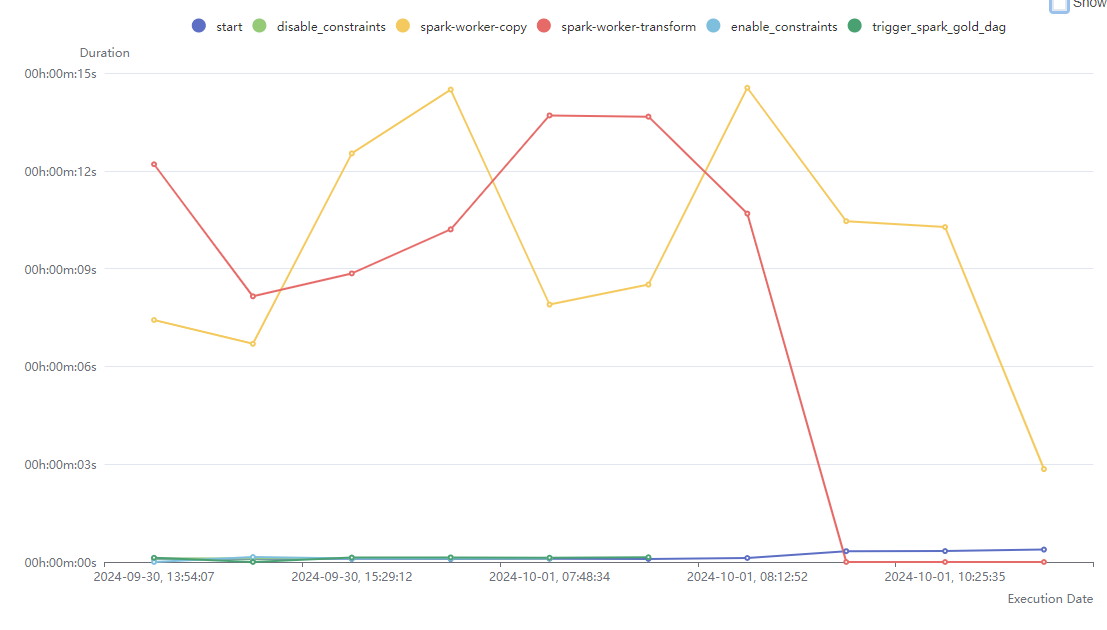 Show
start disable_constraints spark-worker-copy spark-worker-transform enable_constraints trigger_spark_gold_dag
Duration
00h:00m:15s
00h:00m:12s
00h:00m:09s
00h:00m:06s
00h:00m:03s
00h:00m:00s
2024-09-30, 13:54:07 2024-09-30, 15:29:12 2024-10-01, 07:48:34 2024-10-01, 08:12:52 2024-10-01, 10:25:35
Execution Date